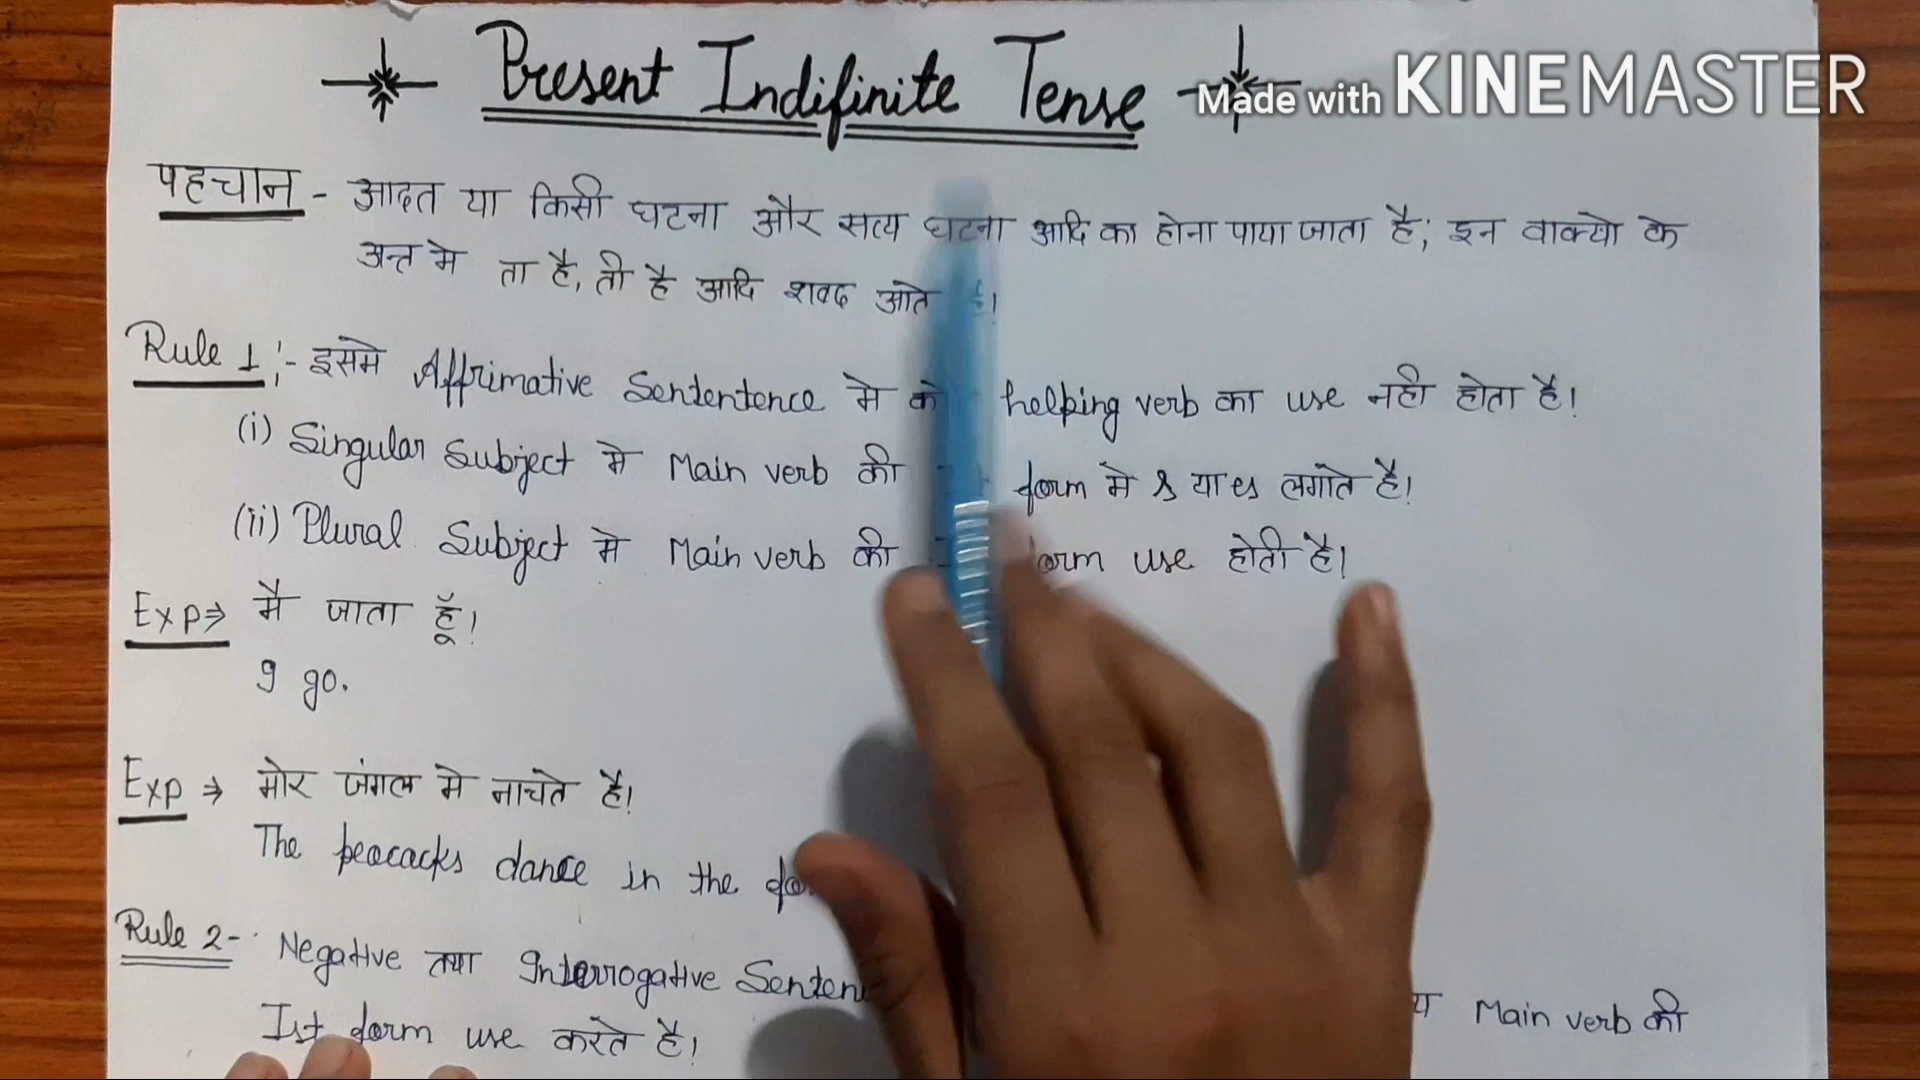 Present Indifinite Tense
Made with KINEMASTER
पहचान - आदत या किसी घटना और सत्य घटना आदि का होना पाया जाता है; इन वाक्यो के
अन्त मे ता है, ती है आदि शब्द आते है।
Rule 1:- इसमे Affrimative Sententence मे helping verb का use नही होता है।
(i) Singular Subject मे Main verb की form मे s या es लगाते है।
(ii) Plural Subject मे Main verb की form use होती है।
Exp⇒ मै जाता हूँ।
I go.
Exp ⇒ मोर जंगल मे नाचते है।
The peacacks dance in the
Rule 2- Negative तथा Interrogative Main verb की
Ist form use करते है।